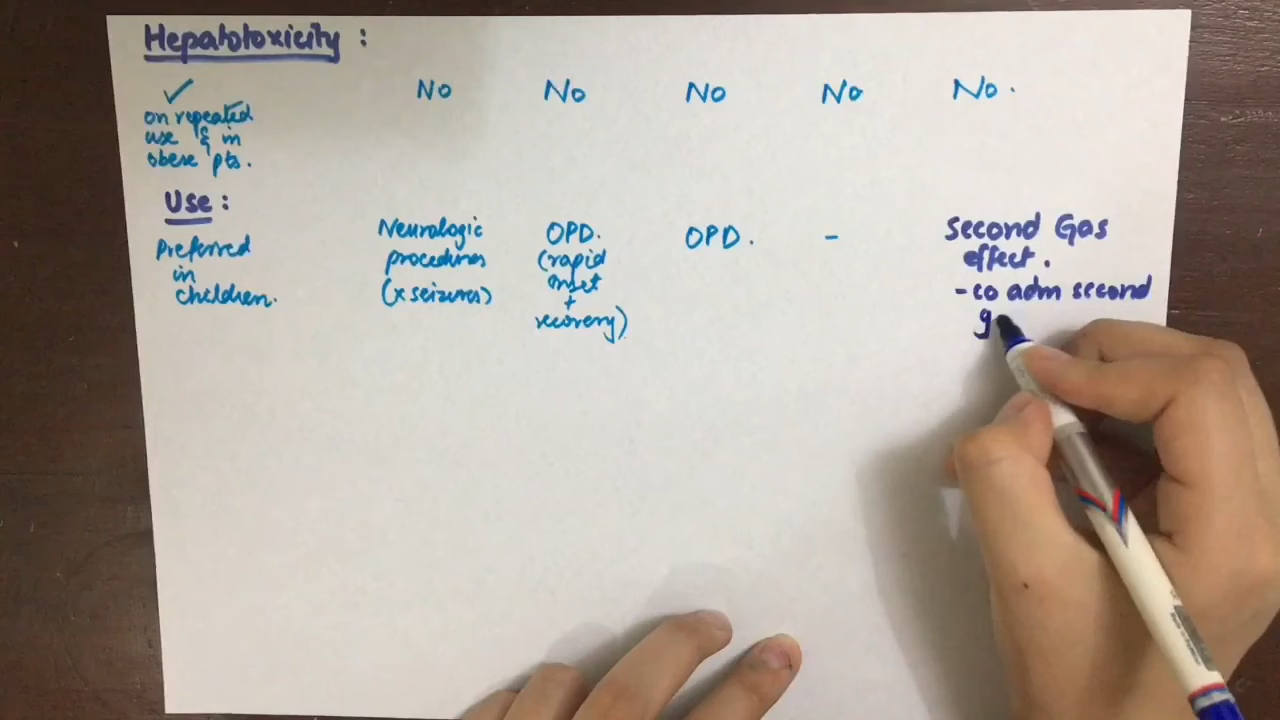 Hepatotoxicity :
✓ No No No No No.
on repeated
use & in
obese pts.
Use :
Preferred
in
children.
Neurologic
procedures
(x seizures)
OPD.
(rapid
onset
+
recovery)
OPD.
-
Second Gas
effect.
- co adm second
g